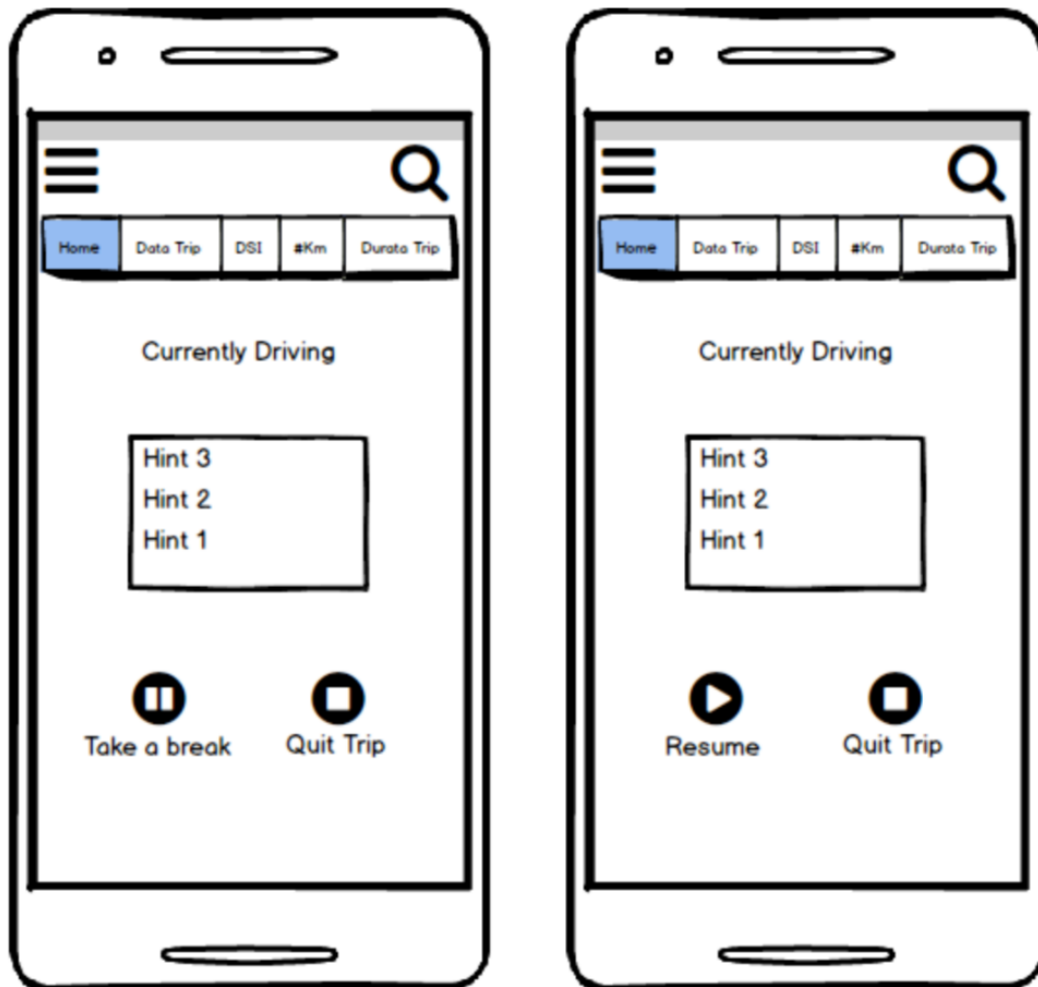 Home Data Trip DSI #Km Durata Trip
Currently Driving
Hint 3
Hint 2
Hint 1
Take a break Quit Trip
Home Data Trip DSI #Km Durata Trip
Currently Driving
Hint 3
Hint 2
Hint 1
Resume Quit Trip